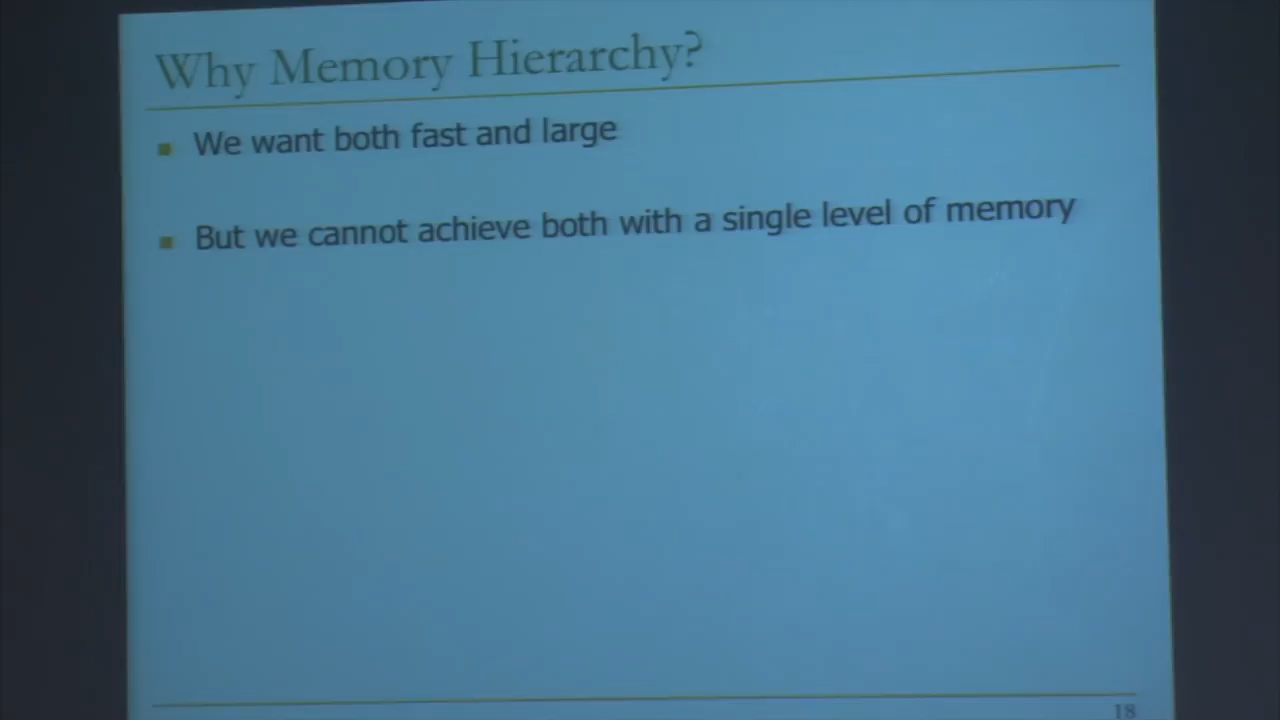 Why Memory Hierarchy?
We want both fast and large
But we cannot achieve both with a single level of memory
18